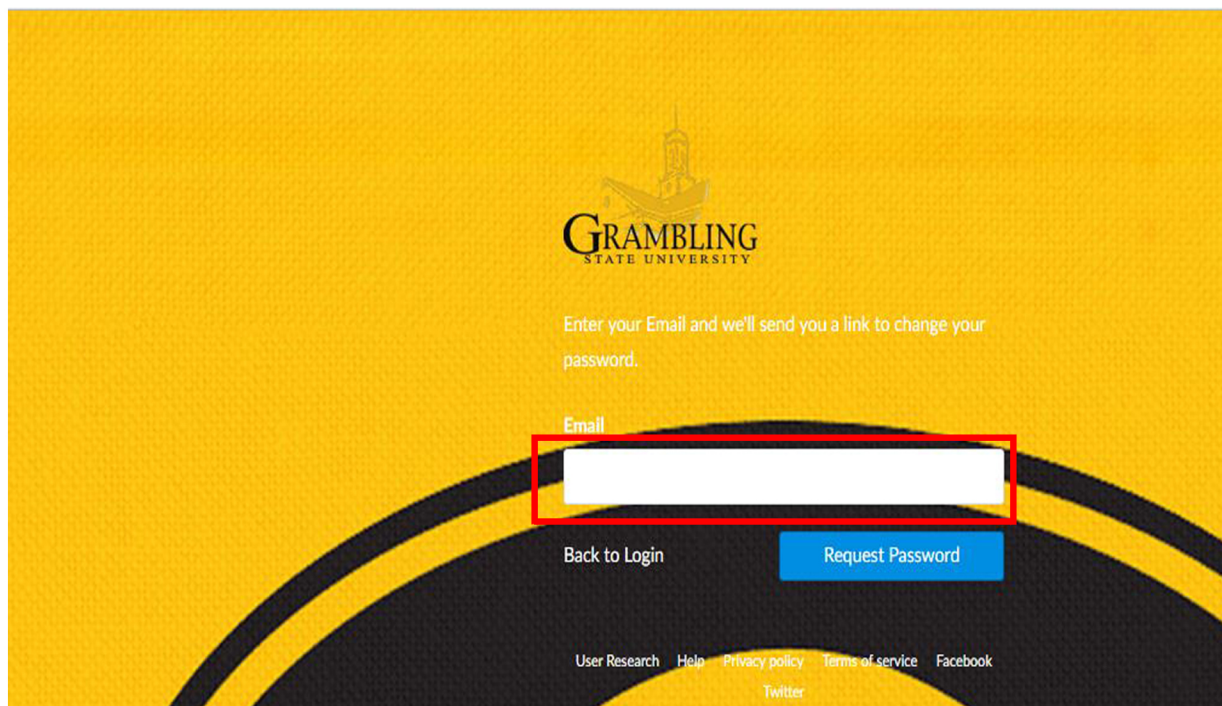 GRAMBLING
STATE UNIVERSITY
Enter your Email and we'll send you a link to change your
password.
Email
Back to Login
Request Password
User Research Help Privacy policy Terms of service Facebook
Twitter